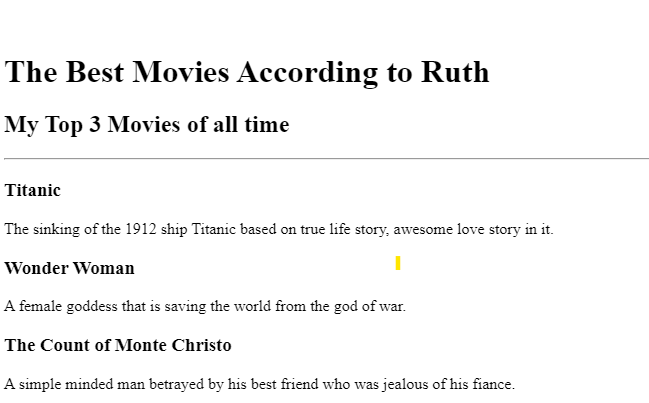 The Best Movies According to Ruth
My Top 3 Movies of all time
Titanic
The sinking of the 1912 ship Titanic based on true life story, awesome love story in it.
Wonder Woman
A female goddess that is saving the world from the god of war.
The Count of Monte Christo
A simple minded man betrayed by his best friend who was jealous of his fiance.